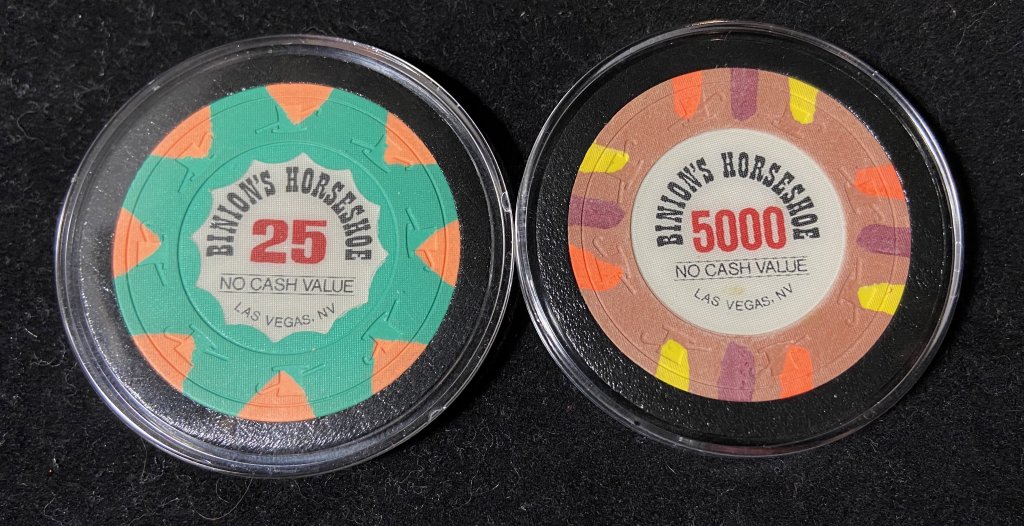 BINION'S HORSESHOE
25
NO CASH VALUE
LAS VEGAS, NV
BINION'S HORSESHOE
5000
NO CASH VALUE
LAS VEGAS, NV